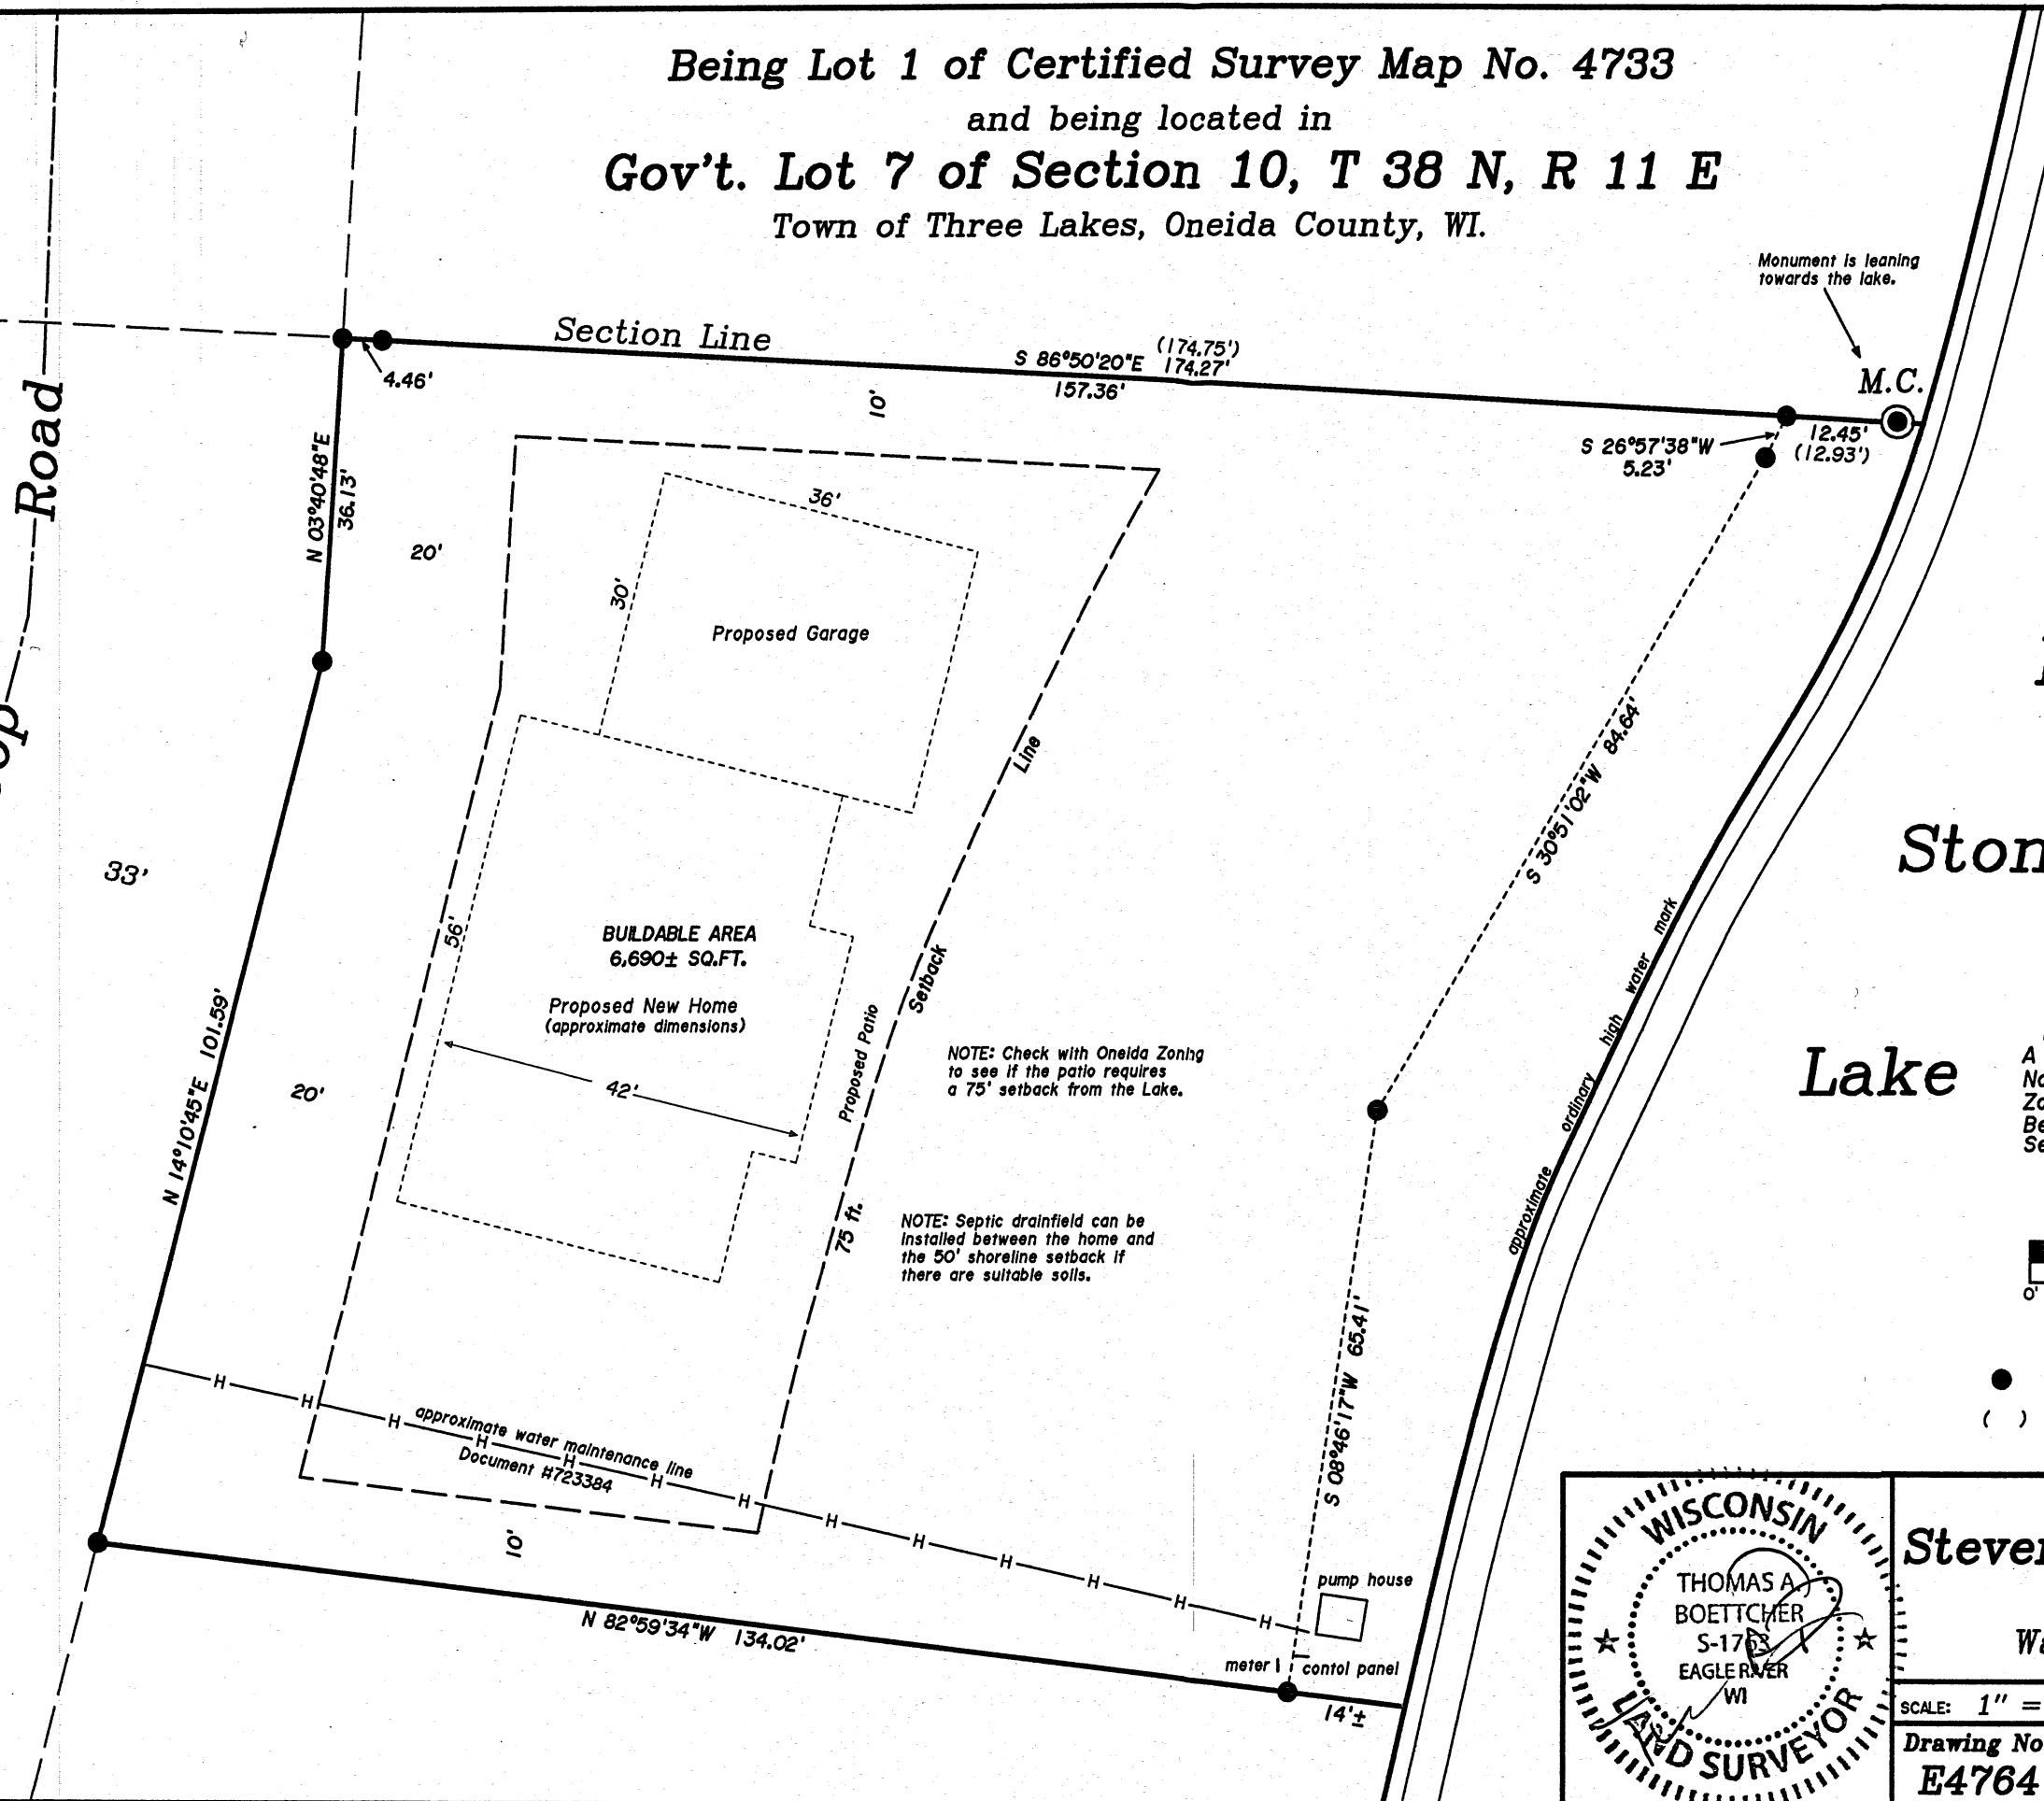 Being Lot 1 of Certified Survey Map No. 4733
and being located in
Gov't. Lot 7 of Section 10, T 38 N, R 11 E
Town of Three Lakes, Oneida County, WI.
Monument is leaning
towards the lake.
Section Line
(174.75')
S 86°50'20"E 174.27'
157.36'
M.C.
4.46'
10'
12.45'
(12.93')
S 26°57'38"W
5.23'
Road
N 03°40'48"E
36.13'
20'
36'
30'
Proposed Garage
Line
S 30°51'02"W 84.64'
33'
Ston
56'
BUILDABLE AREA
6,690± SQ.FT.
Proposed New Home
(approximate dimensions)
42'
Proposed Patio
Setback
75 ft.
NOTE: Check with Oneida Zoning
to see if the patio requires
a 75' setback from the Lake.
approximate ordinary high water mark
Lake
A
No
Zo
Be
Se
N 14°10'45"E 101.59'
20'
NOTE: Septic drainfield can be
installed between the home and
the 50' shoreline setback if
there are suitable soils.
0'
S 08°46'17"W 65.41'
( )
H H H H H H H H H H H H H
approximate water maintenance line
Document #723384
10'
N 82°59'34"W 134.02'
pump house
meter
contol panel
14'±
WISCONSIN
THOMAS A.
BOETTCHER
S-1763
EAGLE RIVER
WI
LAND SURVEYOR
Steven
Wa
SCALE: 1" =
Drawing No
E4764